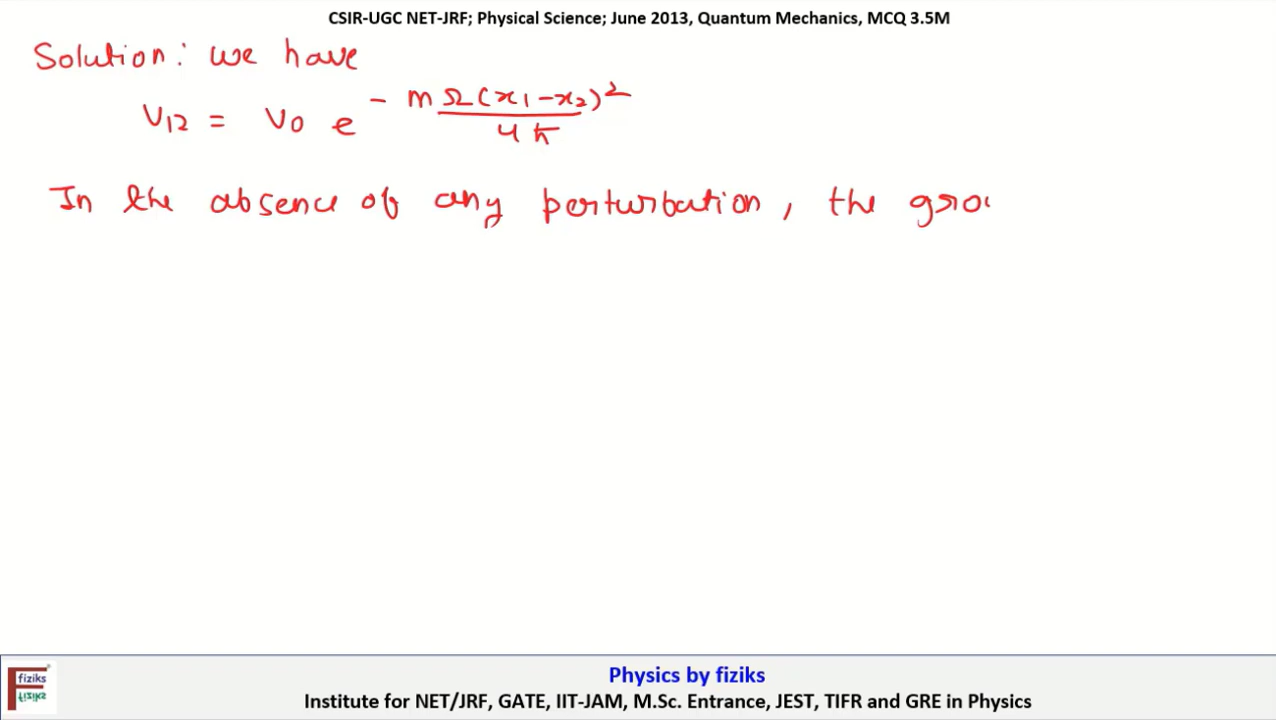 CSIR-UGC NET-JRF; Physical Science; June 2013, Quantum Mechanics, MCQ 3.5M
Solution: we have
V12 = V0 e^{- mΩ(x1-x2)²/4ħ}
In the absence of any perturbation, the grou
fiziks
Physics by fiziks
Institute for NET/JRF, GATE, IIT-JAM, M.Sc. Entrance, JEST, TIFR and GRE in Physics